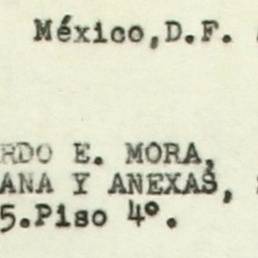 México,D.F.
RDO E. MORA,
ANA Y ANEXAS,
5.Piso 4º.